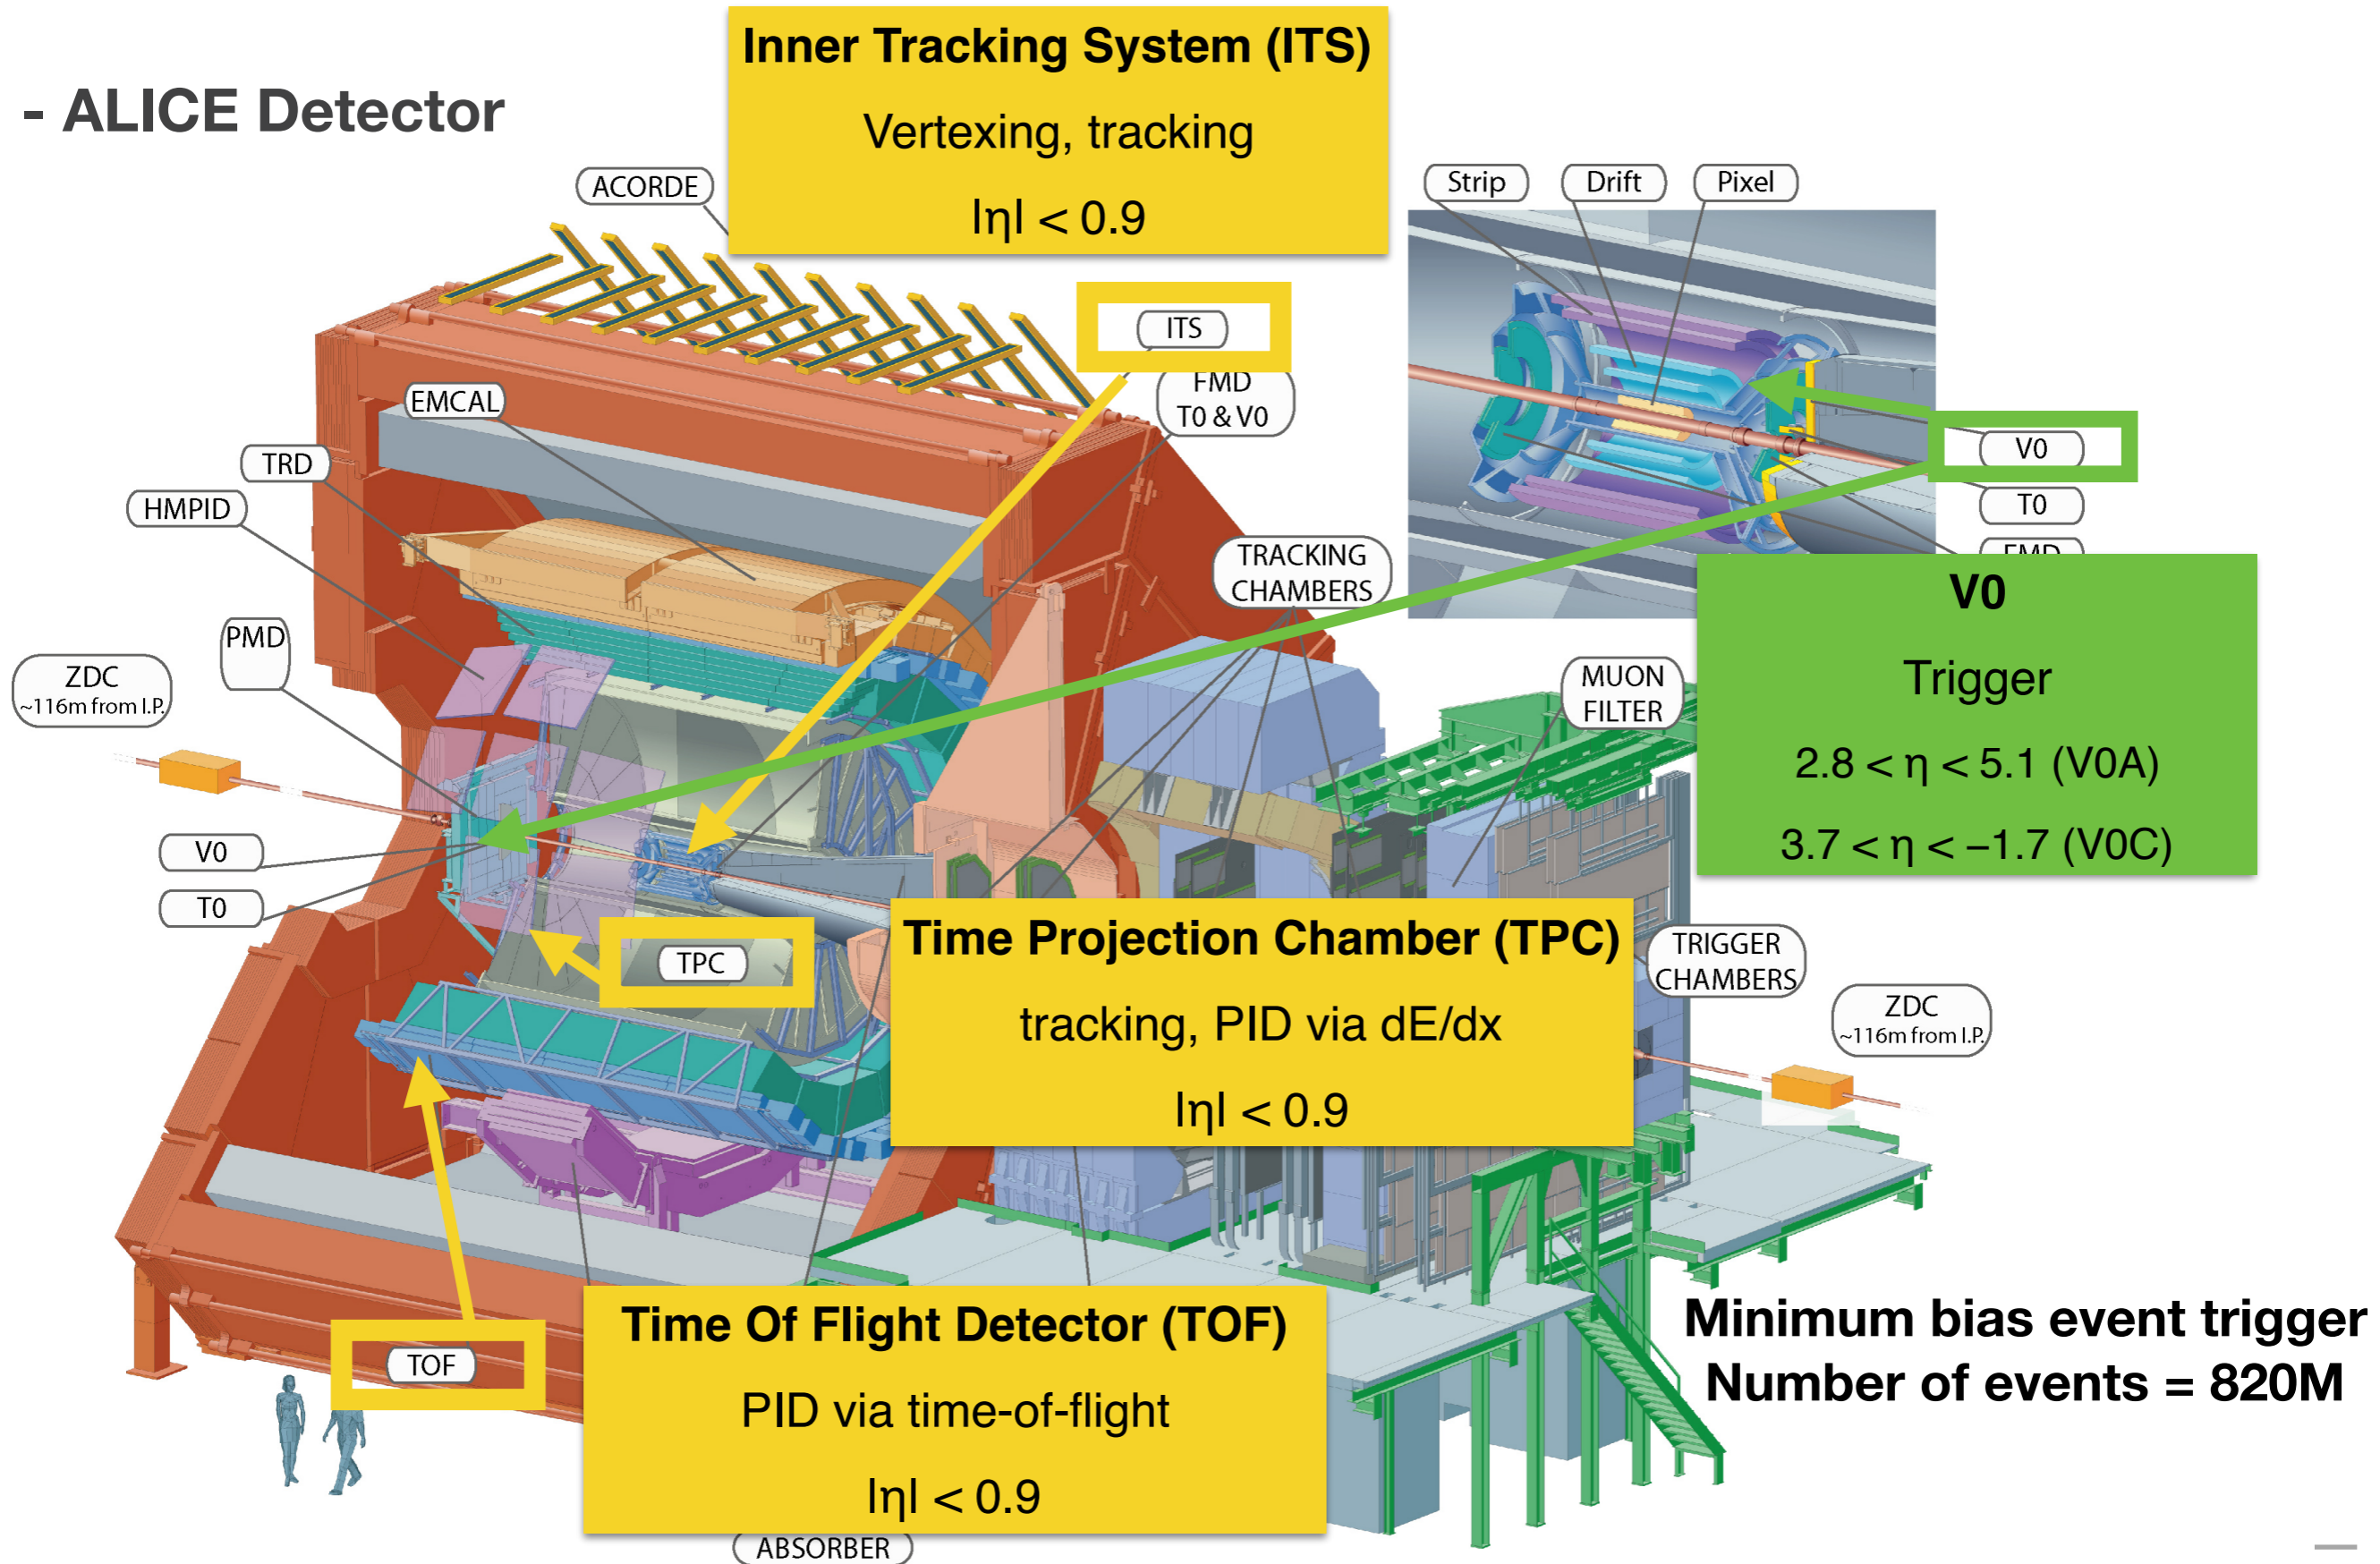 - ALICE Detector
Inner Tracking System (ITS)
Vertexing, tracking
|η| < 0.9
ACORDE
Strip
Drift
Pixel
ITS
FMD
T0 & V0
EMCAL
TRD
HMPID
PMD
ZDC
~116m from I.P.
V0
T0
TRACKING
CHAMBERS
MUON
FILTER
V0
T0
FMD
V0
Trigger
2.8 < η < 5.1 (V0A)
3.7 < η < −1.7 (V0C)
TPC
Time Projection Chamber (TPC)
tracking, PID via dE/dx
|η| < 0.9
TRIGGER
CHAMBERS
ZDC
~116m from I.P.
TOF
Time Of Flight Detector (TOF)
PID via time-of-flight
|η| < 0.9
Minimum bias event trigger
Number of events = 820M
ABSORBER